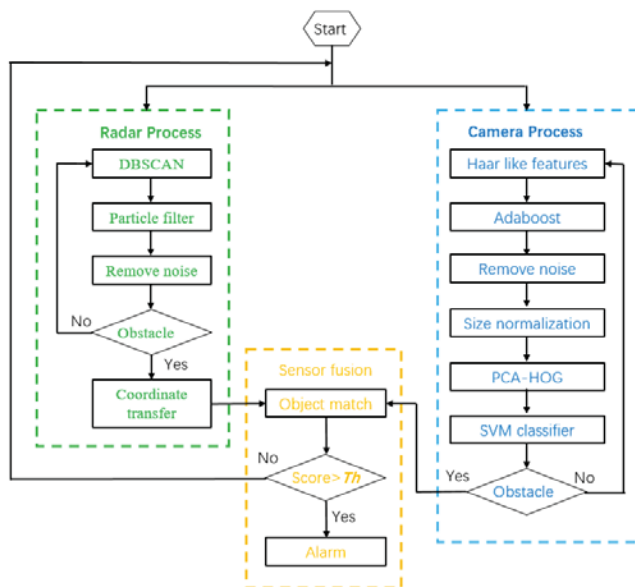 Start
Radar Process
DBSCAN
Particle filter
Remove noise
No
Obstacle
Yes
Coordinate
transfer
Camera Process
Haar like features
Adaboost
Remove noise
Size normalization
PCA-HOG
SVM classifier
Yes
Obstacle
No
Sensor fusion
Object match
No
Score>Th
Yes
Alarm